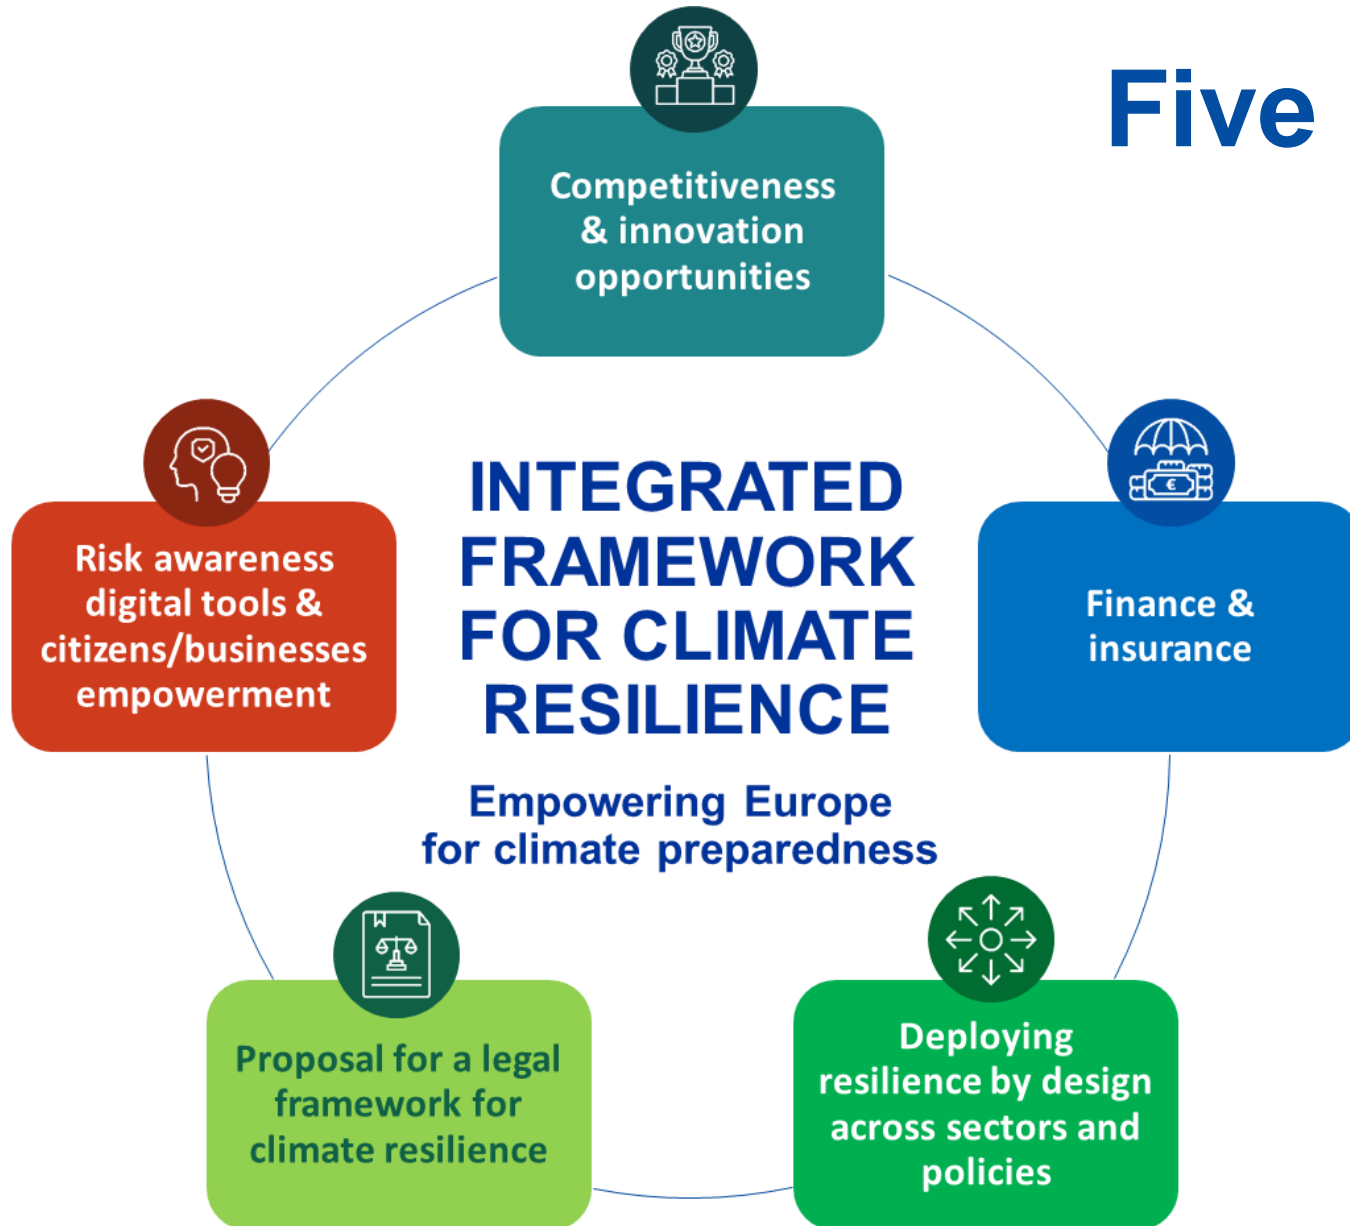 Five
Competitiveness
& innovation
opportunities
Risk awareness
digital tools &
citizens/businesses
empowerment
INTEGRATED
FRAMEWORK
FOR CLIMATE
RESILIENCE
Empowering Europe
for climate preparedness
€
Finance &
insurance
Proposal for a legal
framework for
climate resilience
Deploying
resilience by design
across sectors and
policies